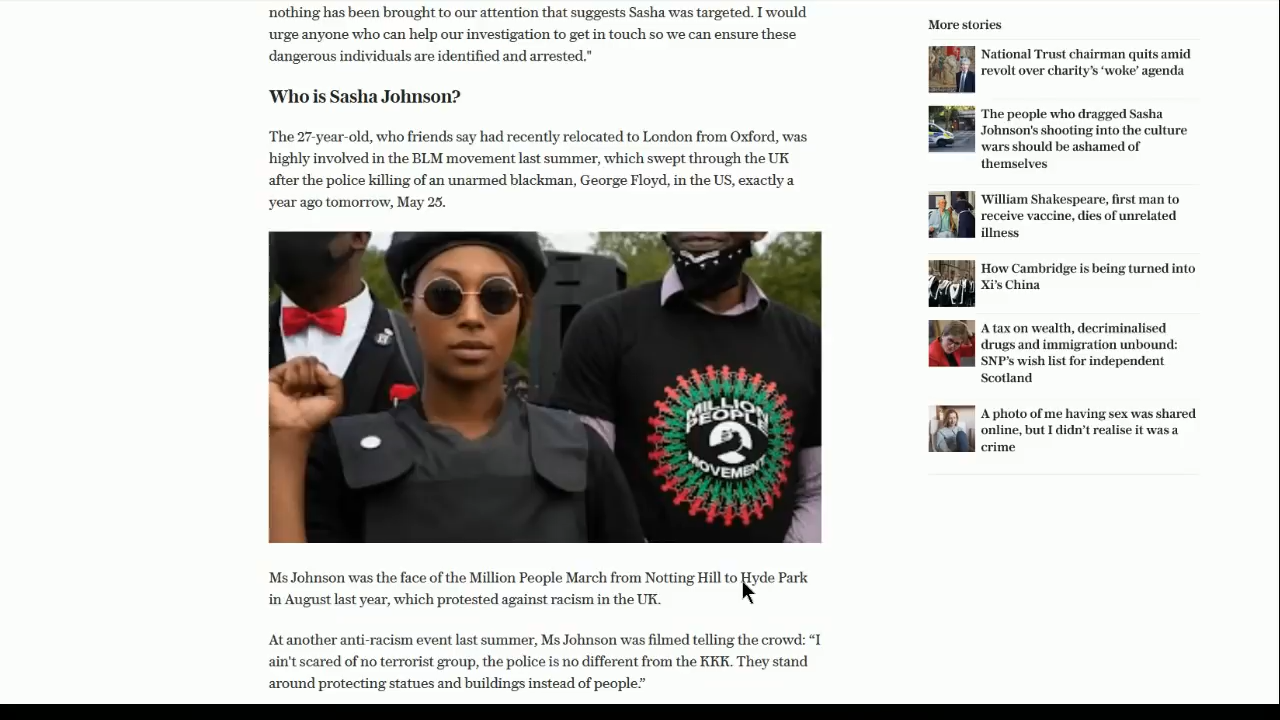 nothing has been brought to our attention that suggests Sasha was targeted. I would
urge anyone who can help our investigation to get in touch so we can ensure these
dangerous individuals are identified and arrested."
Who is Sasha Johnson?
The 27-year-old, who friends say had recently relocated to London from Oxford, was
highly involved in the BLM movement last summer, which swept through the UK
after the police killing of an unarmed blackman, George Floyd, in the US, exactly a
year ago tomorrow, May 25.
MILLION
PEOPLE
MOVEMENT
Ms Johnson was the face of the Million People March from Notting Hill to Hyde Park
in August last year, which protested against racism in the UK.
At another anti-racism event last summer, Ms Johnson was filmed telling the crowd: “I
ain't scared of no terrorist group, the police is no different from the KKK. They stand
around protecting statues and buildings instead of people.”
More stories
National Trust chairman quits amid
revolt over charity’s ‘woke’ agenda
The people who dragged Sasha
Johnson's shooting into the culture
wars should be ashamed of
themselves
William Shakespeare, first man to
receive vaccine, dies of unrelated
illness
How Cambridge is being turned into
Xi’s China
A tax on wealth, decriminalised
drugs and immigration unbound:
SNP’s wish list for independent
Scotland
A photo of me having sex was shared
online, but I didn’t realise it was a
crime